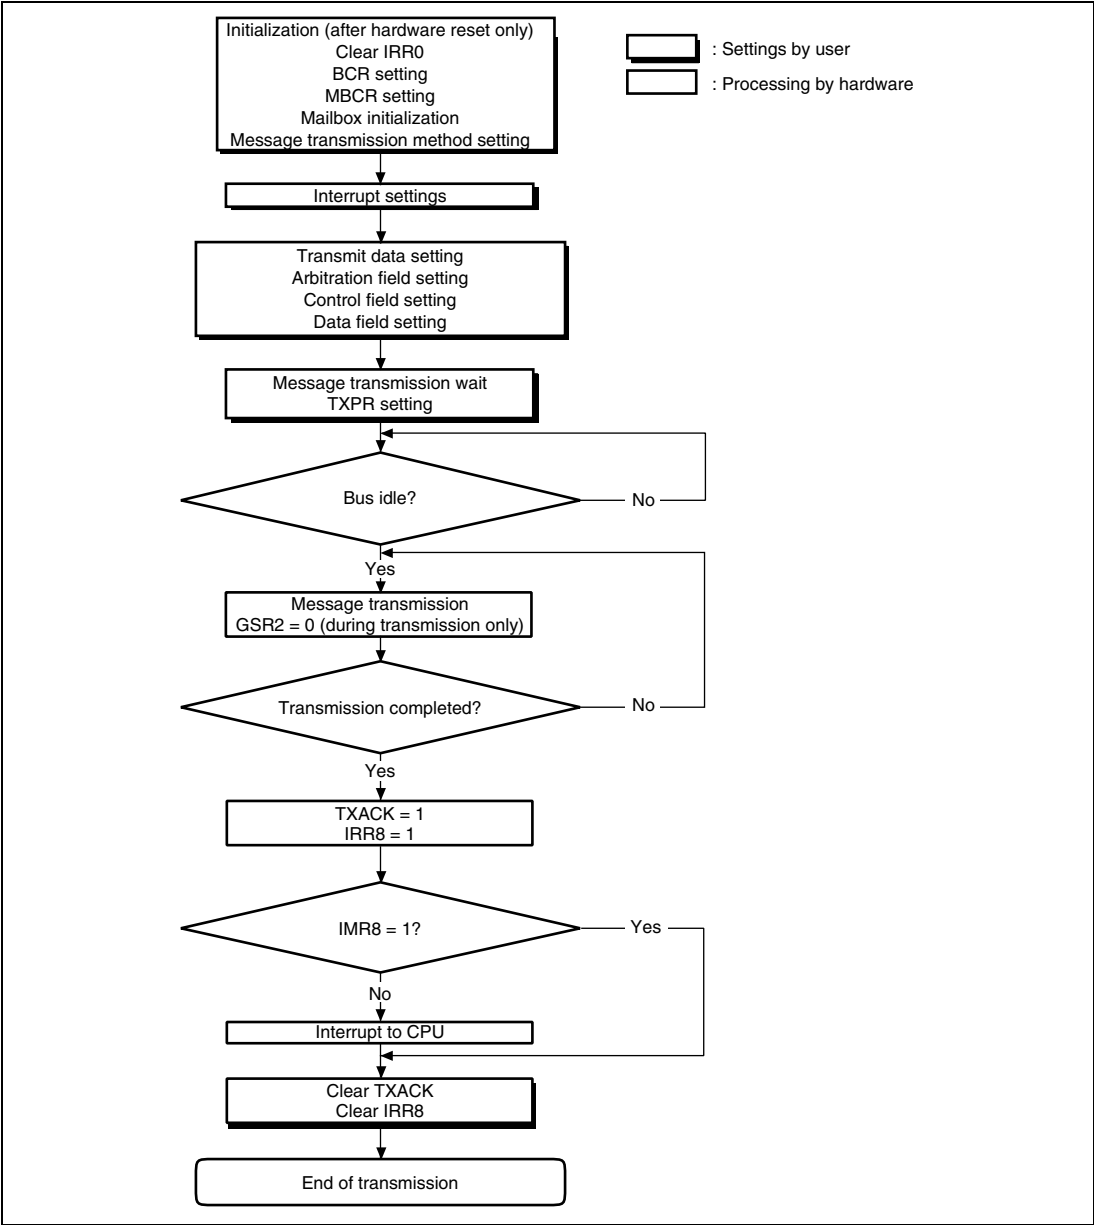 Initialization (after hardware reset only)
Clear IRR0
BCR setting
MBCR setting
Mailbox initialization
Message transmission method setting
: Settings by user
: Processing by hardware
Interrupt settings
Transmit data setting
Arbitration field setting
Control field setting
Data field setting
Message transmission wait
TXPR setting
Bus idle?
No
Yes
Message transmission
GSR2 = 0 (during transmission only)
Transmission completed?
No
Yes
TXACK = 1
IRR8 = 1
IMR8 = 1?
Yes
No
Interrupt to CPU
Clear TXACK
Clear IRR8
End of transmission